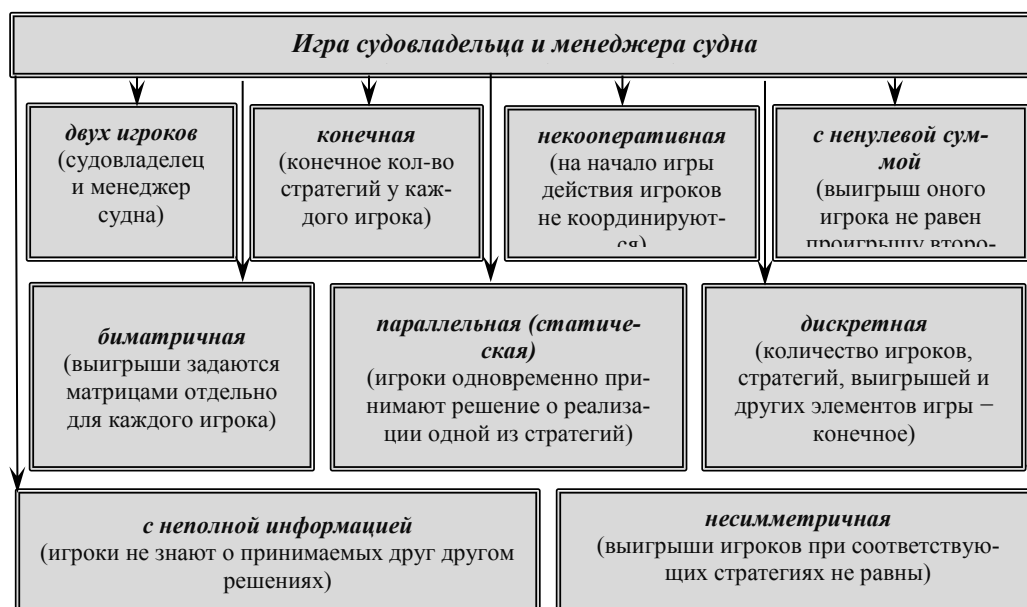 Игра судовладельца и менеджера судна
двух игроков
(судовладелец
и менеджер
судна)
конечная
(конечное кол-во
стратегий у каж-
дого игрока)
некооперативная
(на начало игры
действия игроков
не координируют-
ся)
с ненулевой сум-
мой
(выигрыш оного
игрока не равен
проигрышу второ-
биматричная
(выигрыши задаются
матрицами отдельно
для каждого игрока)
параллельная (статиче-
ская)
(игроки одновременно при-
нимают решение о реализа-
ции одной из стратегий)
дискретная
(количество игроков,
стратегий, выигрышей и
других элементов игры −
конечное)
с неполной информацией
(игроки не знают о принимаемых друг другом
решениях)
несимметричная
(выигрыши игроков при соответствую-
щих стратегиях не равны)